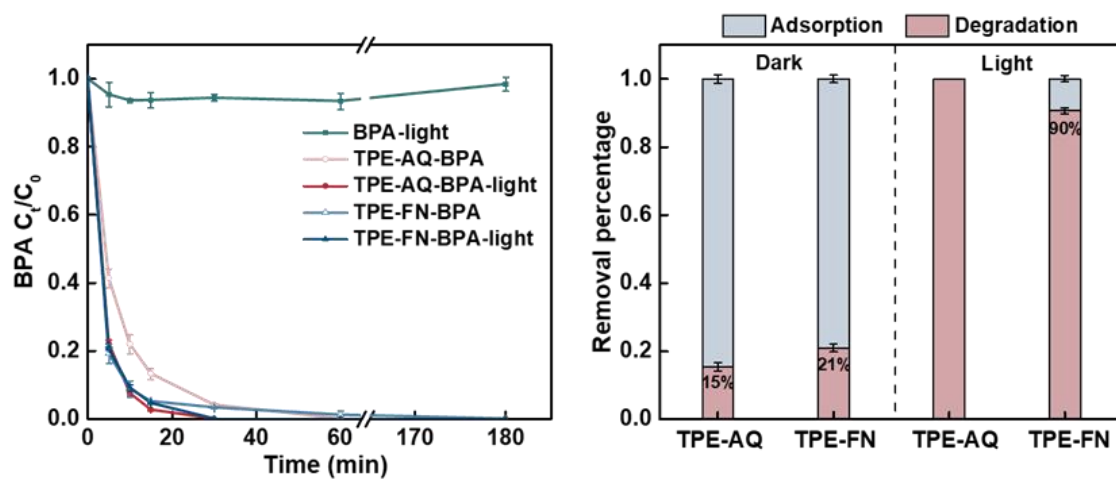 BPA C_t/C_0
1.0
0.8
0.6
0.4
0.2
0.0
0
20
40
60
170
180
Time (min)
BPA-light
TPE-AQ-BPA
TPE-AQ-BPA-light
TPE-FN-BPA
TPE-FN-BPA-light
Adsorption
Degradation
Removal percentage
1.0
0.8
0.6
0.4
0.2
0.0
Dark
Light
15%
21%
90%
TPE-AQ TPE-FN TPE-AQ TPE-FN